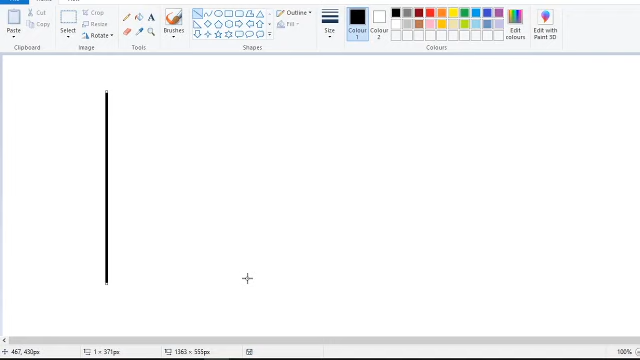 Cut
Copy
Paste
Clipboard
Select
Crop
Resize
Rotate
Image
Tools
Brushes
Outline
Fill
Shapes
Size
Colour 1
Colour 2
Edit colours
Edit with Paint 3D
Colours
467, 430px
1 × 371px
1363 × 555px
100%